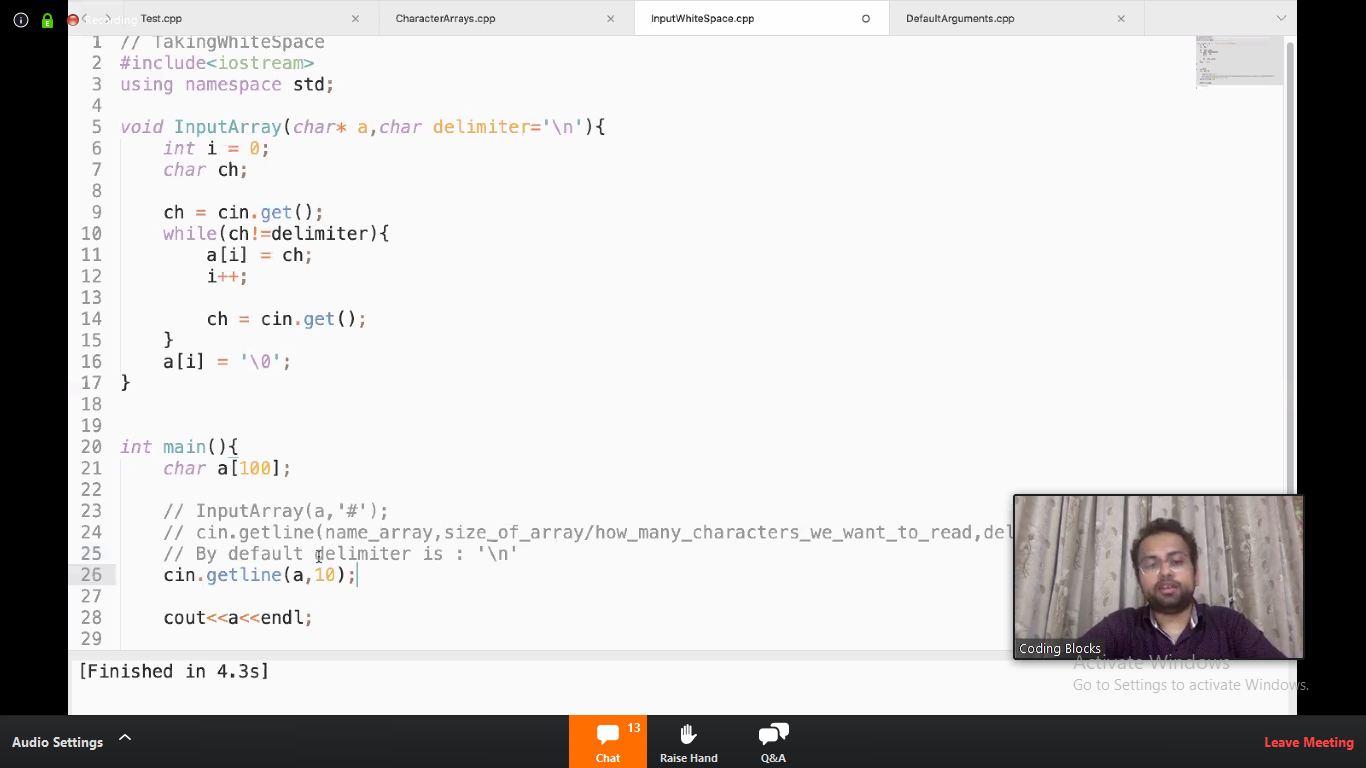 Recording
Test.cpp
CharacterArrays.cpp
InputWhiteSpace.cpp
DefaultArguments.cpp
1 // TakingWhiteSpace
2 #include<iostream>
3 using namespace std;
4
5 void InputArray(char* a,char delimiter='\n'){
6 int i = 0;
7 char ch;
8
9 ch = cin.get();
10 while(ch!=delimiter){
11 a[i] = ch;
12 i++;
13
14 ch = cin.get();
15 }
16 a[i] = '\0';
17 }
18
19
20 int main(){
21 char a[100];
22
23 // InputArray(a,'#');
24 // cin.getline(name_array,size_of_array/how_many_characters_we_want_to_read,del
25 // By default delimiter is : '\n'
26 cin.getline(a,10);
27
28 cout<<a<<endl;
29
Coding Blocks
[Finished in 4.3s]
Activate Windows
Go to Settings to activate Windows.
Audio Settings
Chat 13
Raise Hand
Q&A
Leave Meeting